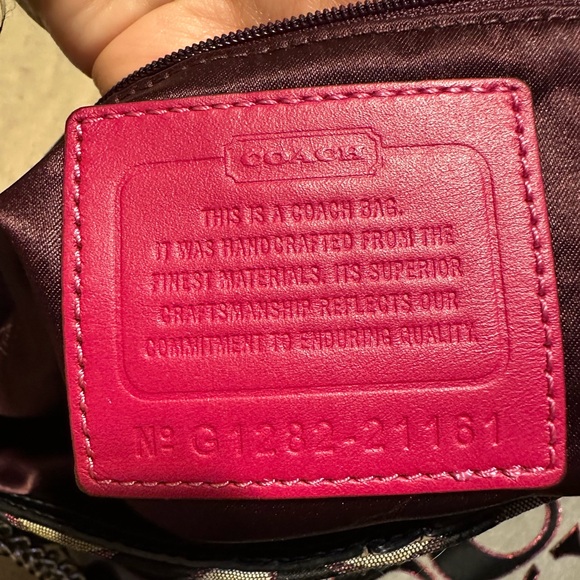 COACH
THIS IS A COACH BAG.
IT WAS HANDCRAFTED FROM THE
FINEST MATERIALS. ITS SUPERIOR
CRAFTSMANSHIP REFLECTS OUR
COMMITMENT TO ENDURING QUALITY.
Nº G1282-21161